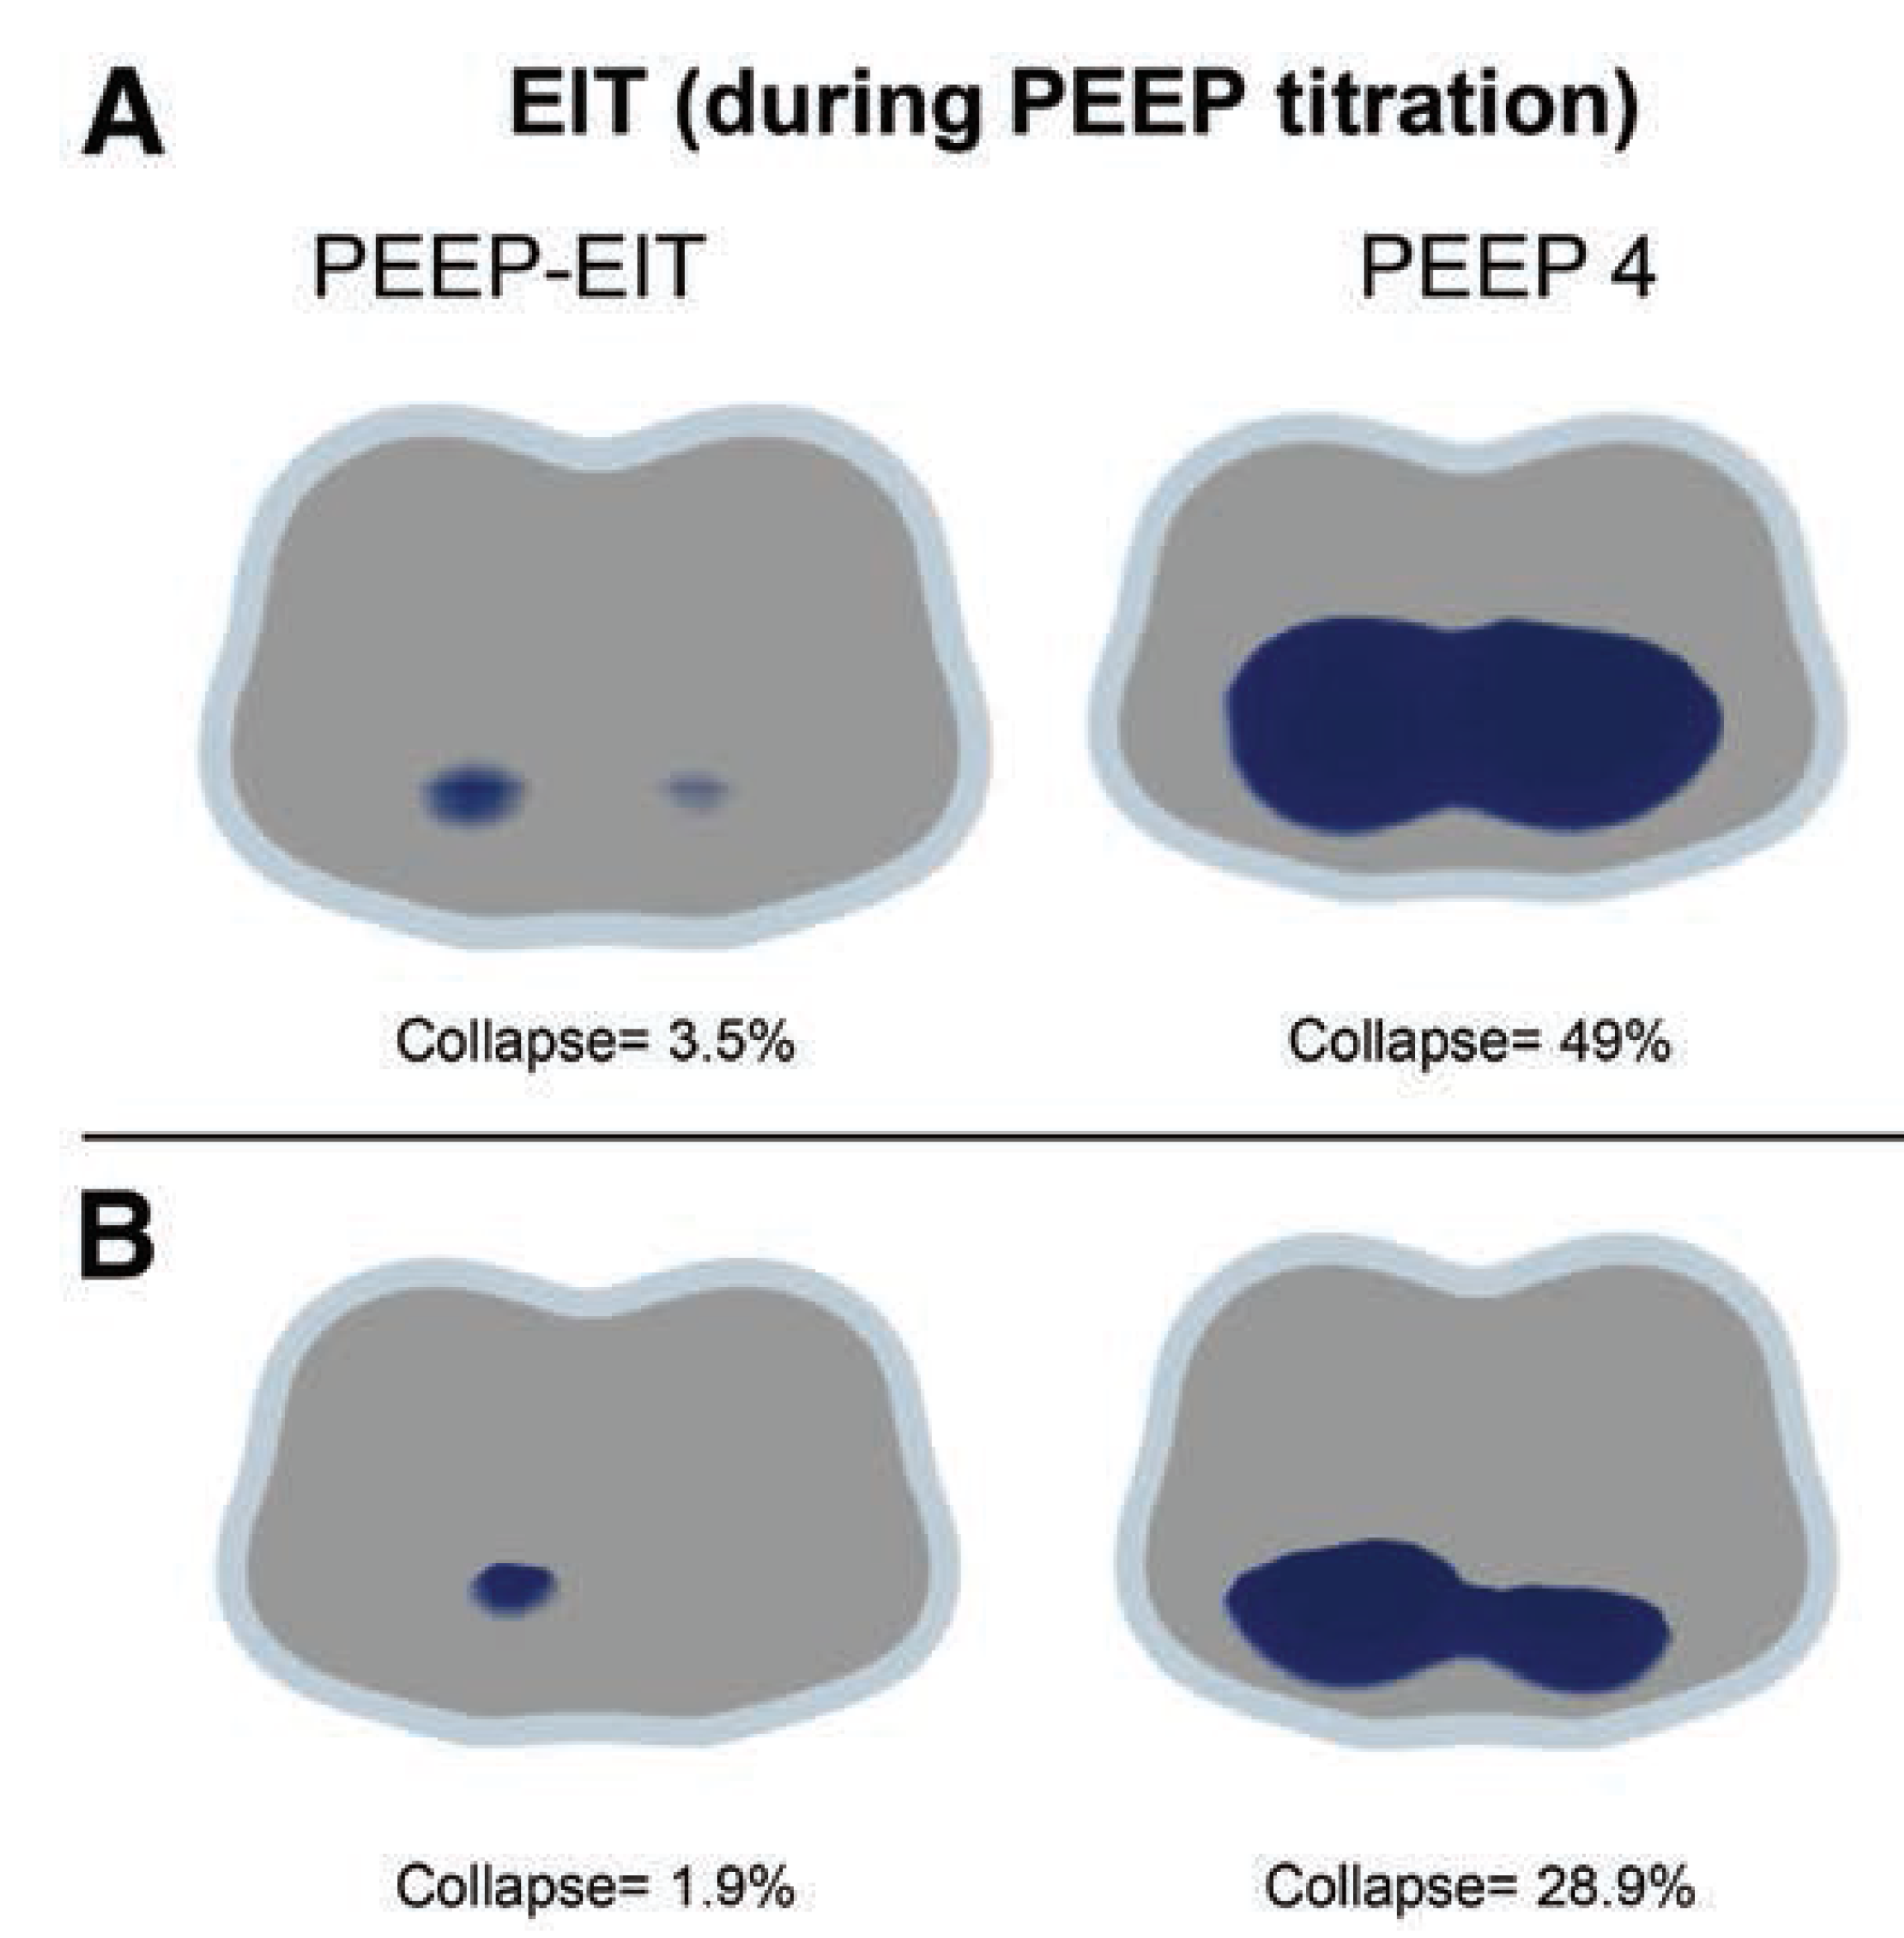 A
EIT (during PEEP titration)
PEEP-EIT
PEEP 4
Collapse= 3.5%
Collapse= 49%
B
Collapse= 1.9%
Collapse= 28.9%